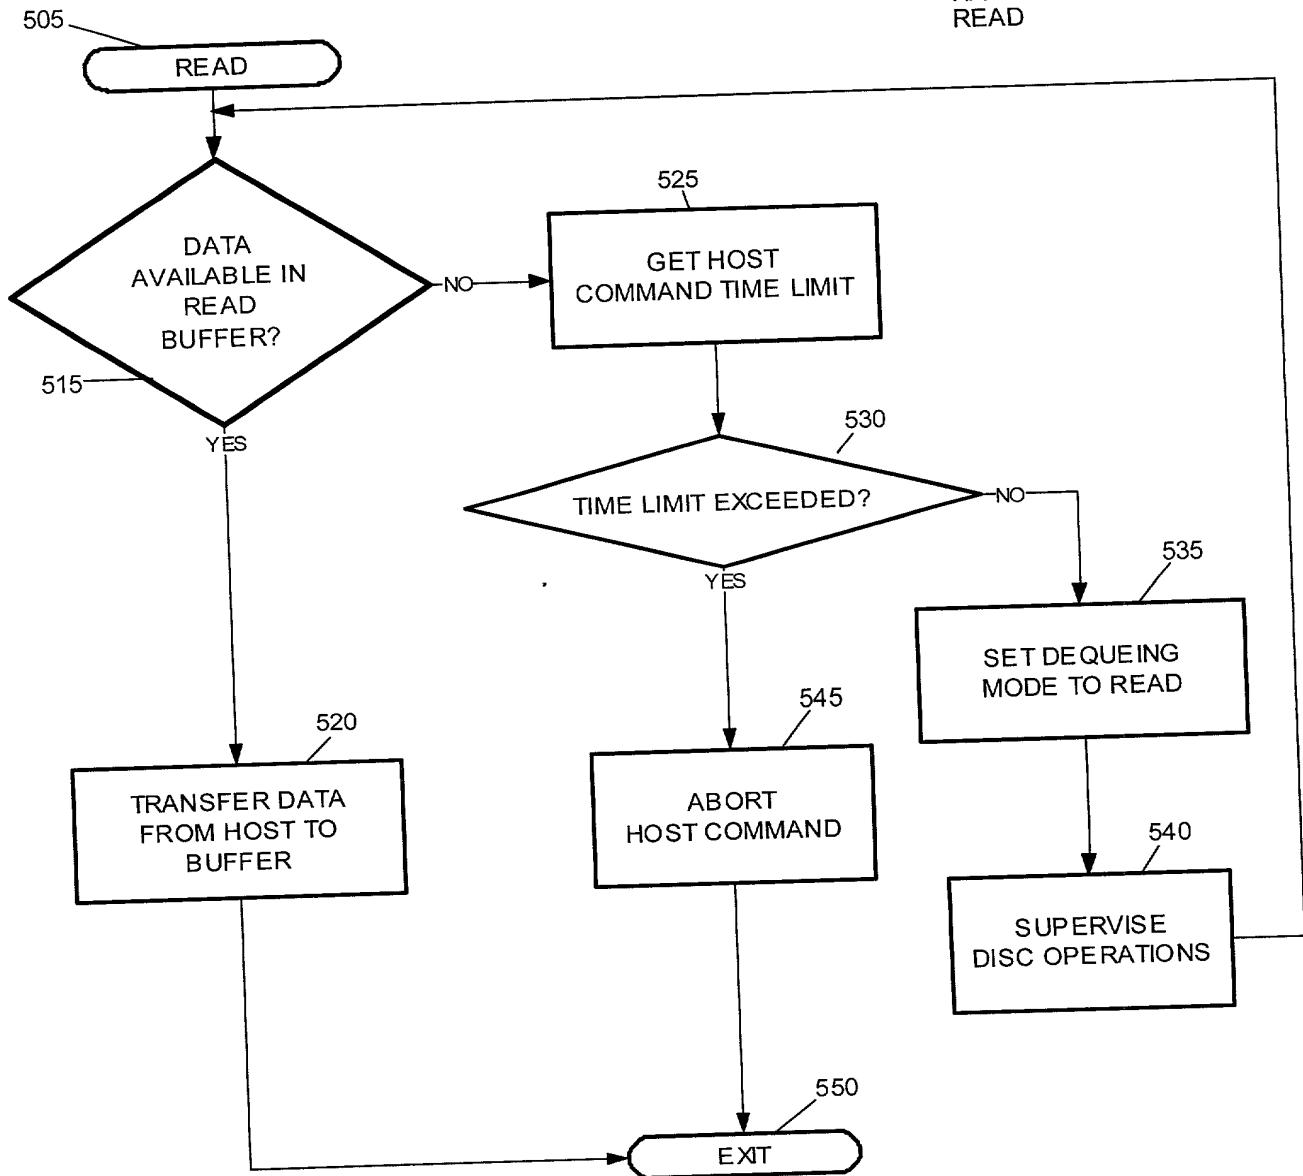 READ
505
READ
525
DATA
AVAILABLE IN
READ
BUFFER?
NO
GET HOST
COMMAND TIME LIMIT
515
YES
530
TIME LIMIT EXCEEDED?
NO
YES
535
SET DEQUEING
MODE TO READ
520
TRANSFER DATA
FROM HOST TO
BUFFER
545
ABORT
HOST COMMAND
540
SUPERVISE
DISC OPERATIONS
550
EXIT